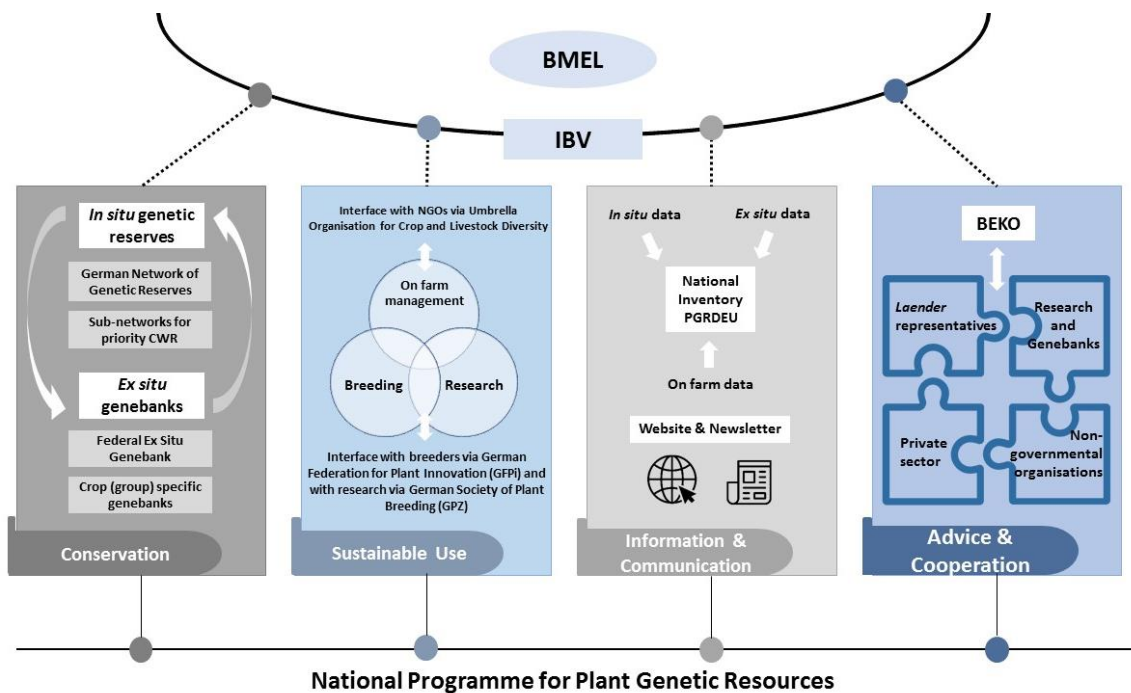 BMEL
IBV
In situ genetic
reserves
German Network of
Genetic Reserves
Sub-networks for
priority CWR
Ex situ
genebanks
Federal Ex Situ
Genebank
Crop (group) specific
genebanks
Conservation
Interface with NGOs via Umbrella
Organisation for Crop and Livestock Diversity
On farm
management
Breeding
Research
Interface with breeders via German
Federation for Plant Innovation (GFPi) and
with research via German Society of Plant
Breeding (GPZ)
Sustainable Use
In situ data
Ex situ data
National
Inventory
PGRDEU
On farm data
Website & Newsletter
Information &
Communication
BEKO
Laender
representatives
Research
and
Genebanks
Private
sector
Non-
governmental
organisations
Advice &
Cooperation
National Programme for Plant Genetic Resources